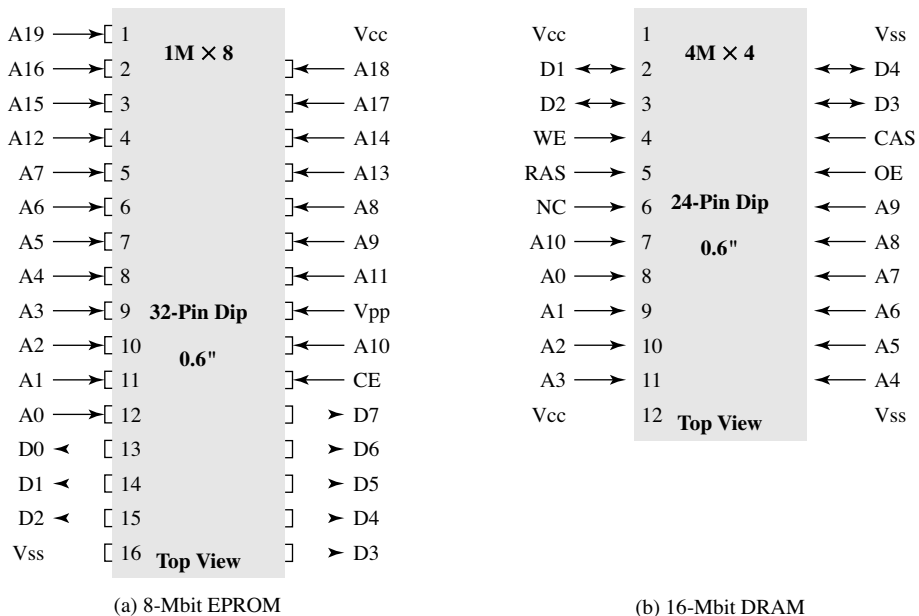 A19 1 Vcc Vcc 1 Vss
1M × 8 4M × 4
A16 2 A18 D1 2 D4
A15 3 A17 D2 3 D3
A12 4 A14 WE 4 CAS
A7 5 A13 RAS 5 OE
A6 6 A8 NC 6 24-Pin Dip A9
A5 7 A9 A10 7 0.6" A8
A4 8 A11 A0 8 A7
A3 9 32-Pin Dip Vpp A1 9 A6
A2 10 0.6" A10 A2 10 A5
A1 11 CE A3 11 A4
A0 12 D7 Vcc 12 Top View Vss
D0 13 D6
D1 14 D5
D2 15 D4
Vss 16 Top View D3
(a) 8-Mbit EPROM (b) 16-Mbit DRAM